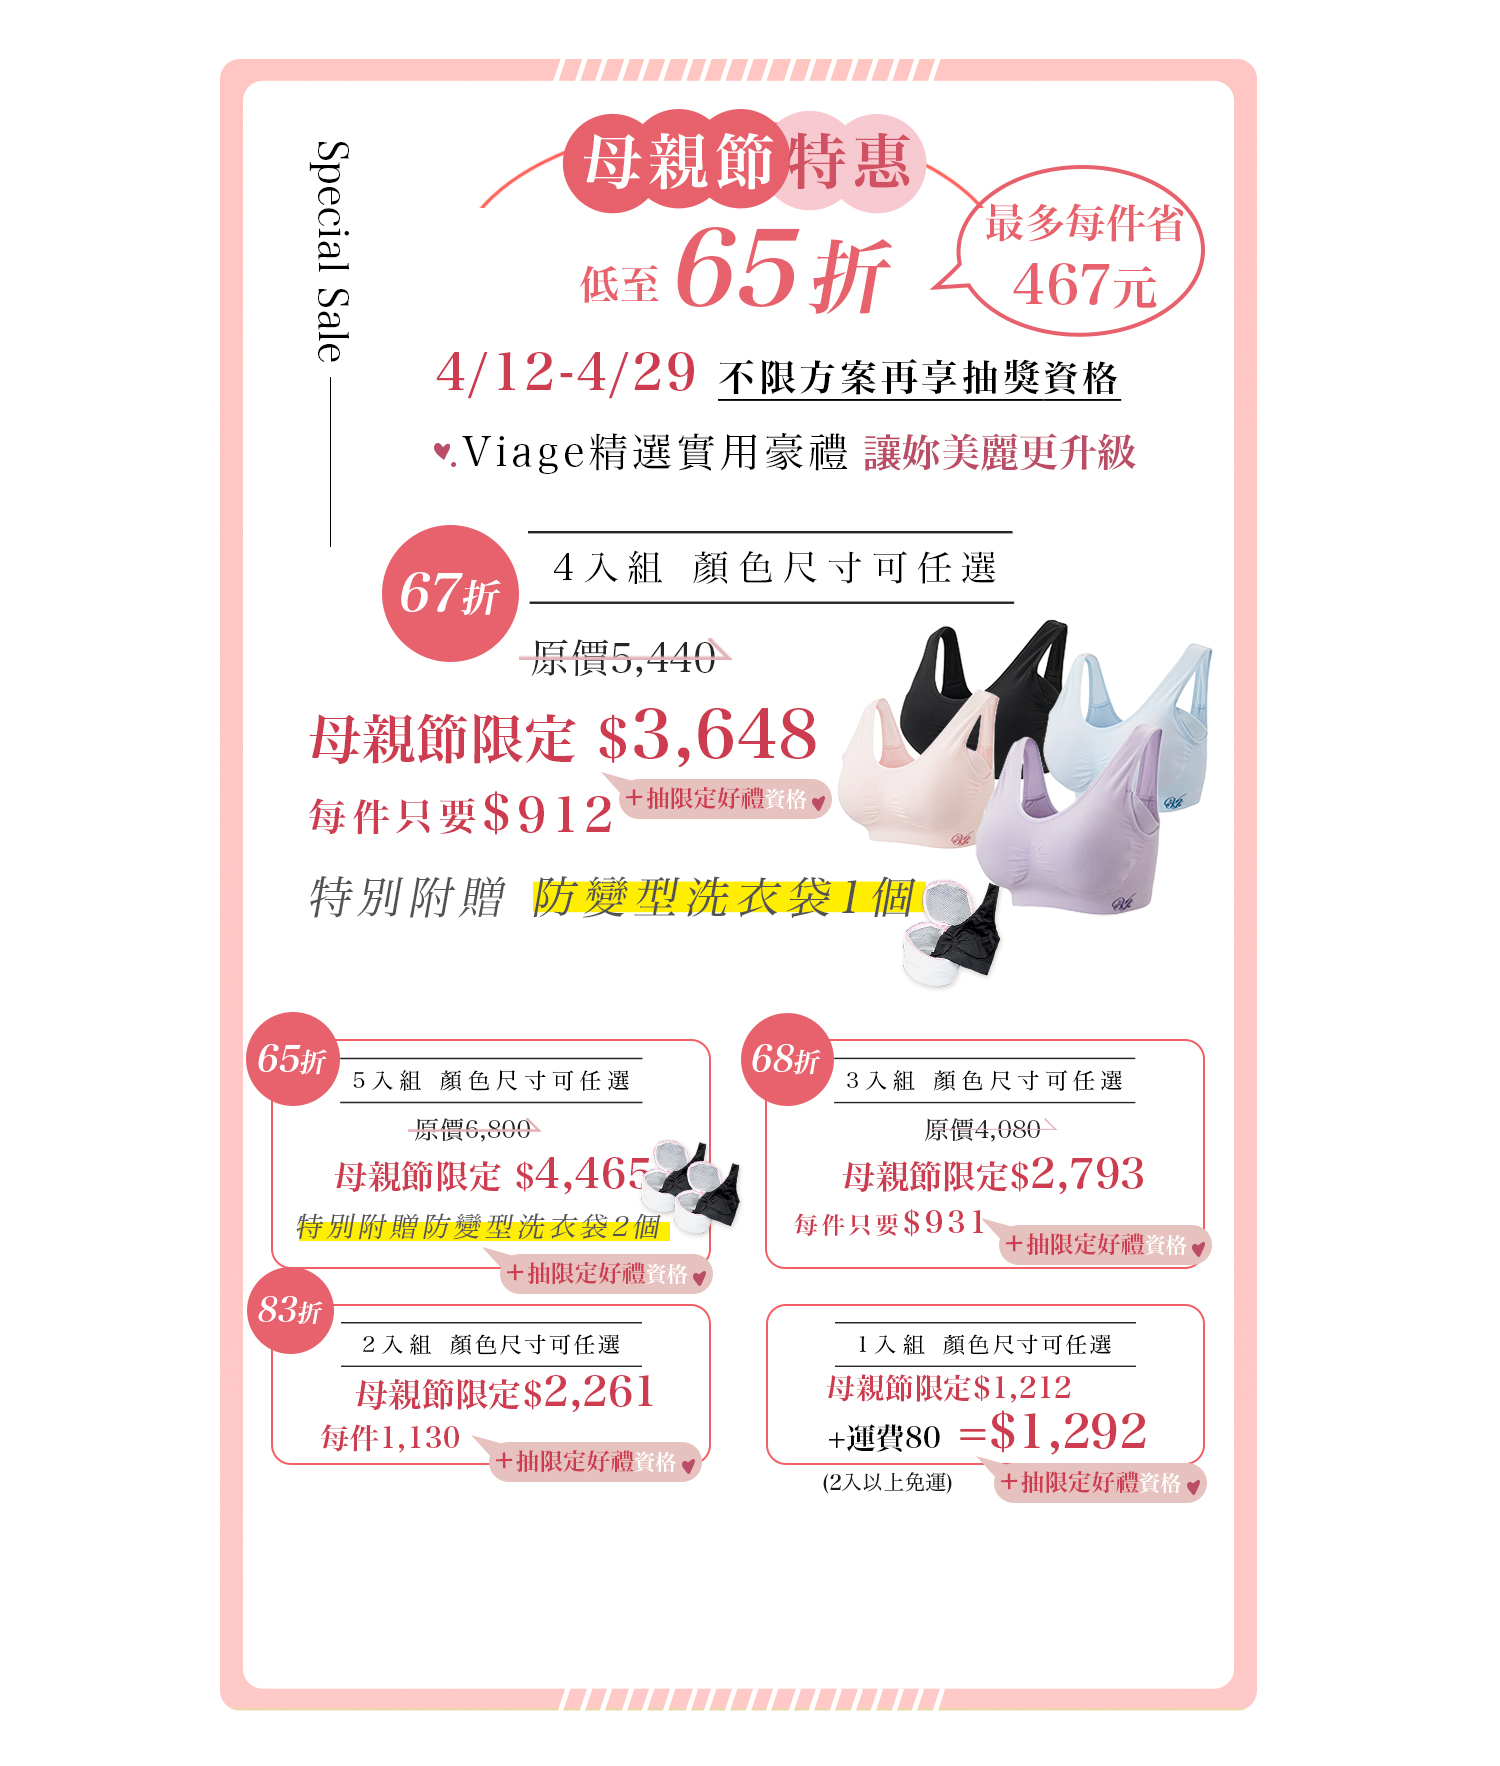 Special Sale
母親節特惠
低至65折
最多每件省
467元
4/12-4/29 不限方案再享抽獎資格
Viage精選實用豪禮 讓妳美麗更升級
67折
4入組 顏色尺寸可任選
原價5,440
母親節限定 $3,648
每件只要$912
+抽限定好禮資格
特別附贈 防變型洗衣袋1個
65折
5入組 顏色尺寸可任選
原價6,800
母親節限定 $4,465
特別附贈防變型洗衣袋2個
+抽限定好禮資格
68折
3入組 顏色尺寸可任選
原價4,080
母親節限定$2,793
每件只要$931
+抽限定好禮資格
83折
2入組 顏色尺寸可任選
母親節限定$2,261
每件1,130
+抽限定好禮資格
1入組 顏色尺寸可任選
母親節限定$1,212
+運費80 =$1,292
(2入以上免運)
+抽限定好禮資格